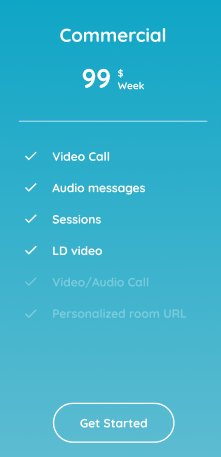 Commercial
99 $
Week
Video Call
Audio messages
Sessions
LD video
Video/Audio Call
Personalized room URL
Get Started